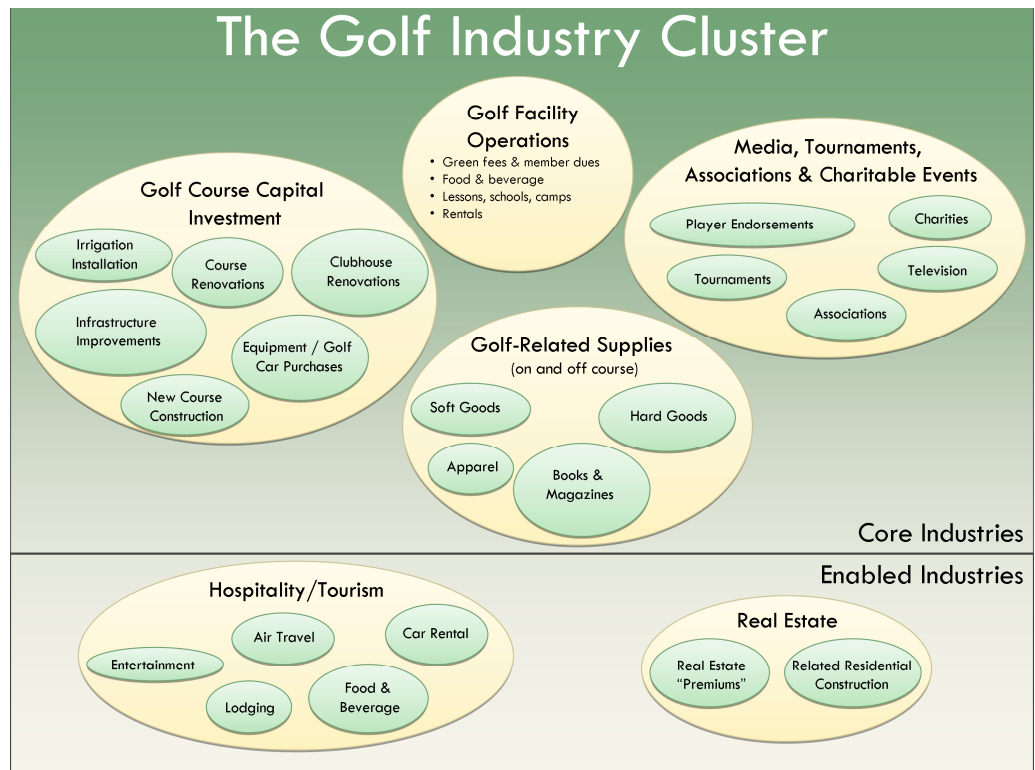 The Golf Industry Cluster
Golf Facility
Operations
• Green fees & member dues
• Food & beverage
• Lessons, schools, camps
• Rentals
Media, Tournaments,
Associations & Charitable Events
Player Endorsements
Charities
Tournaments
Television
Associations
Golf Course Capital
Investment
Irrigation
Installation
Course
Renovations
Clubhouse
Renovations
Infrastructure
Improvements
Equipment / Golf
Car Purchases
New Course
Construction
Golf-Related Supplies
(on and off course)
Soft Goods
Hard Goods
Apparel
Books &
Magazines
Core Industries
Enabled Industries
Hospitality/Tourism
Air Travel
Car Rental
Entertainment
Lodging
Food &
Beverage
Real Estate
Real Estate
“Premiums”
Related Residential
Construction